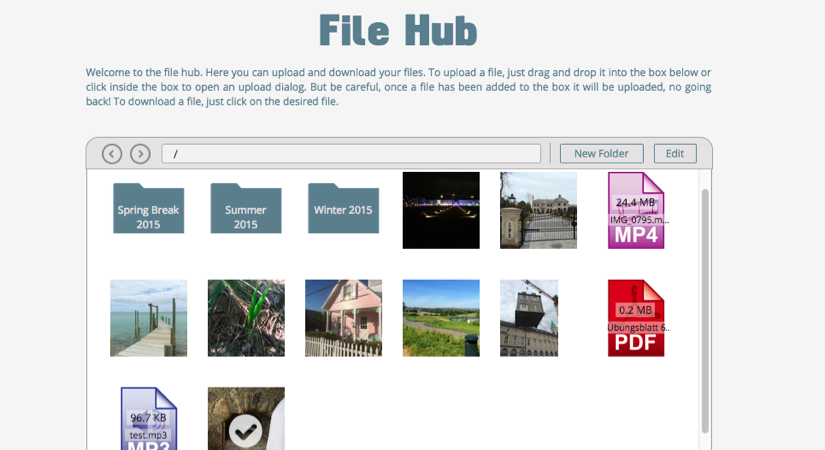 File Hub
Welcome to the file hub. Here you can upload and download your files. To upload a file, just drag and drop it into the box below or
click inside the box to open an upload dialog. But be careful, once a file has been added to the box it will be uploaded, no going
back! To download a file, just click on the desired file.
/
New Folder
Edit
Spring Break
2015
Summer
2015
Winter 2015
24.4 MB
IMG_0795.m...
MP4
0.2 MB
Übungsblatt 6..
PDF
96.7 KB
test.mp3
MP3